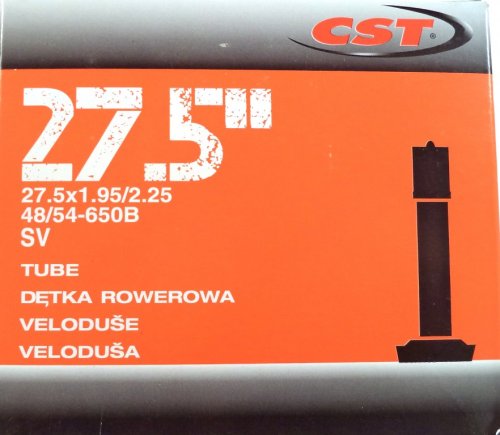 CST®
27.5"
27.5x1.95/2.25
48/54-650B
SV
TUBE
DĘTKA ROWEROWA
VELODUŠE
VELODUŠA